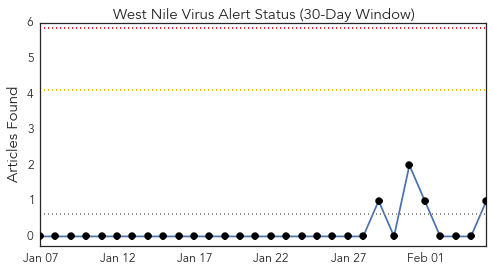 West Nile Virus Alert Status (30-Day Window)
Articles Found
6
5
4
3
2
1
0
Jan 07 Jan 12 Jan 17 Jan 22 Jan 27 Feb 01